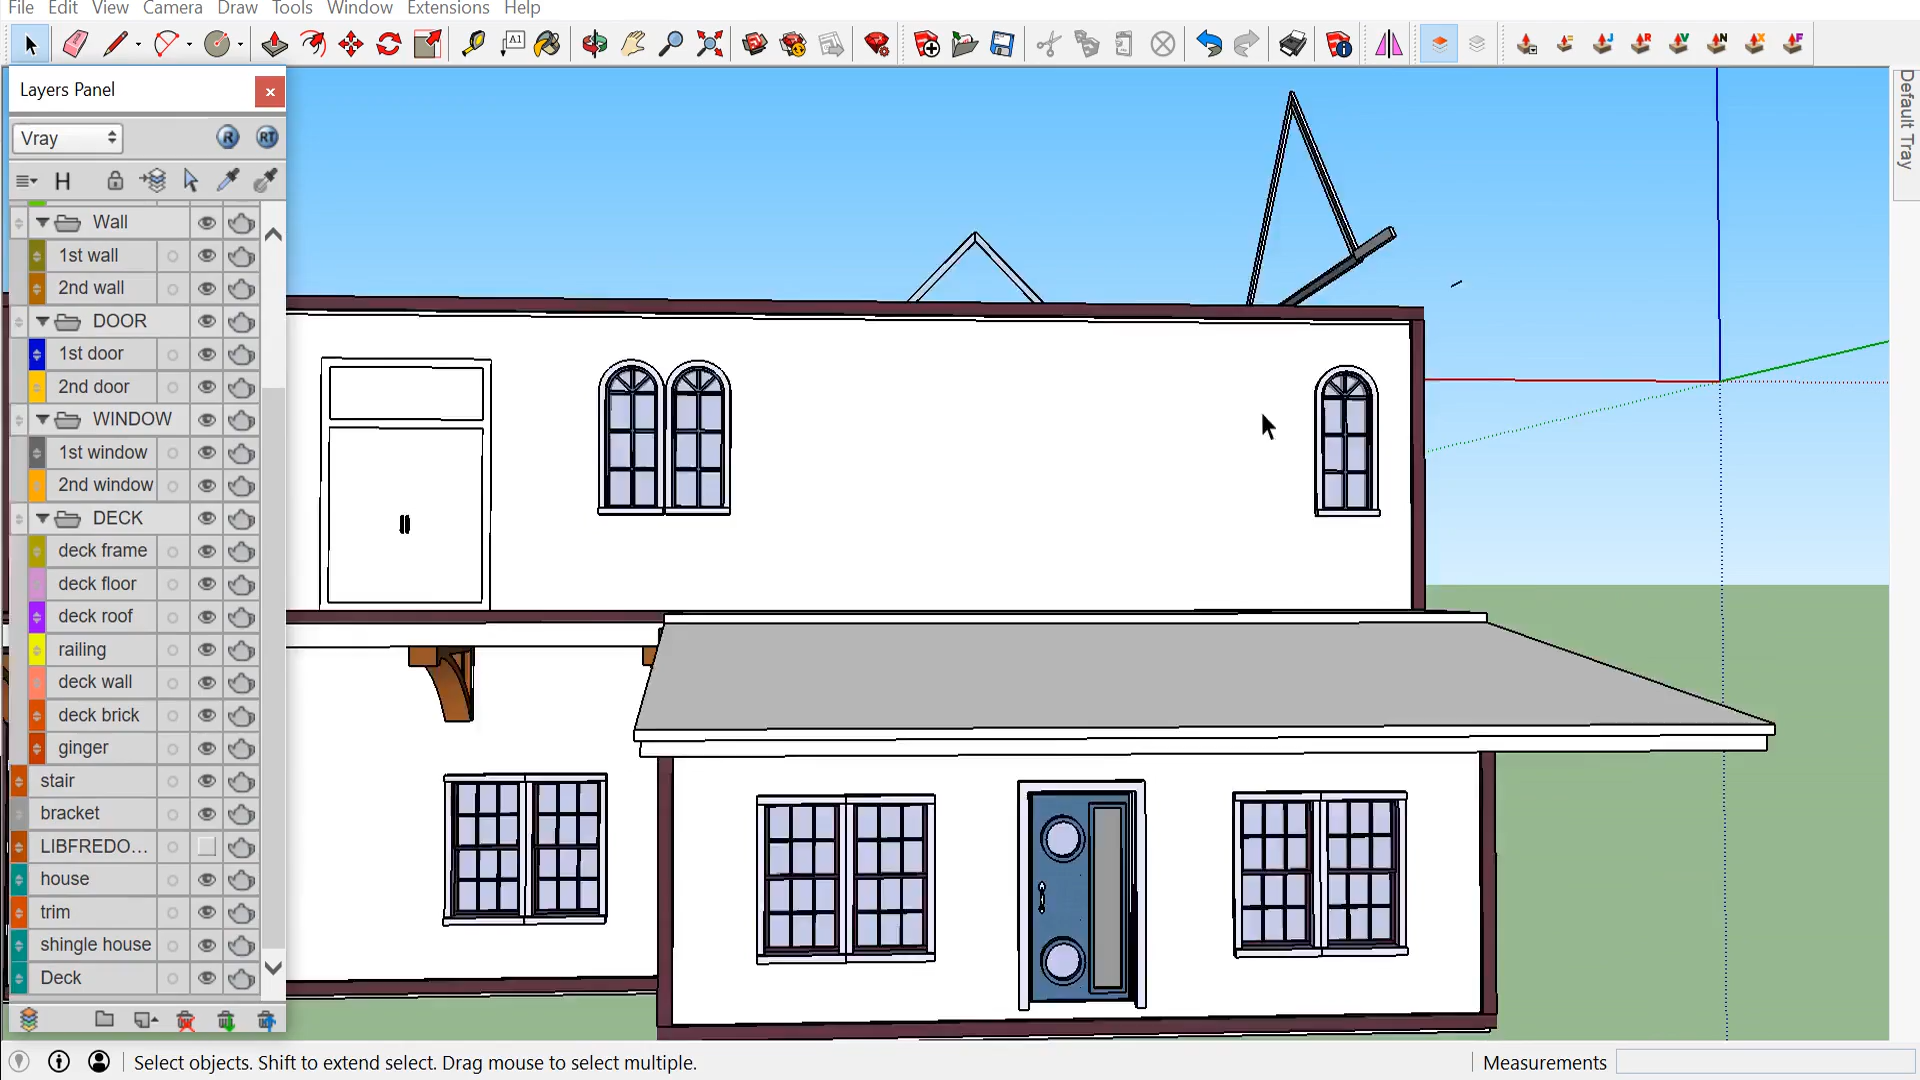 File Edit View Camera Draw Tools Window Extensions Help
A1
J R V N X F
Layers Panel
Default Tray
Vray R RT
H
Wall
1st wall
2nd wall
DOOR
1st door
2nd door
WINDOW
1st window
2nd window
DECK
deck frame
deck floor
deck roof
railing
deck wall
deck brick
ginger
stair
bracket
LIBFREDO...
house
trim
shingle house
Deck
Select objects. Shift to extend select. Drag mouse to select multiple.
Measurements